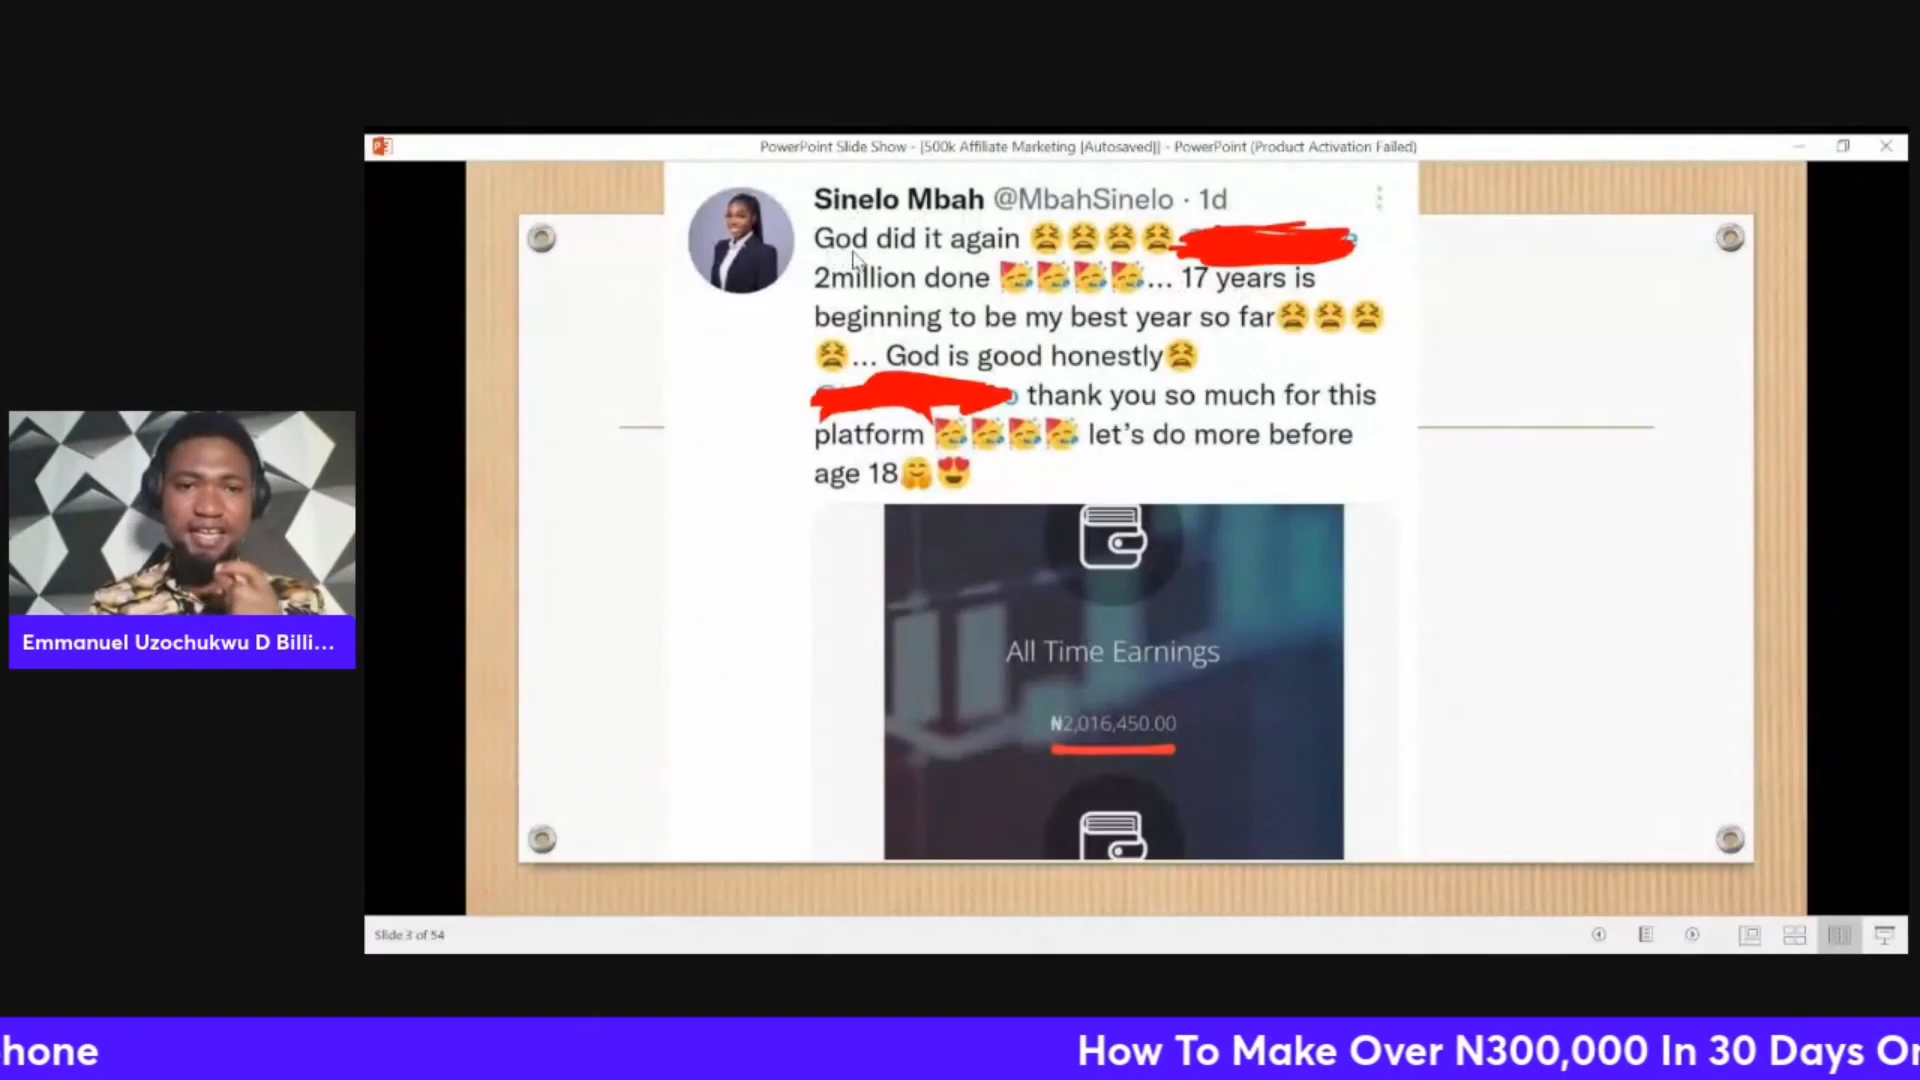 PowerPoint Slide Show - [500k Affiliate Marketing [Autosaved]] - PowerPoint (Product Activation Failed)
Sinelo Mbah @MbahSinelo · 1d
God did it again 😫😫😫😫
2million done 🥳🥳🥳🥳... 17 years is
beginning to be my best year so far😫😫😫
😫... God is good honestly😫
thank you so much for this
platform 🥳🥳🥳🥳 let's do more before
age 18🤗😍
All Time Earnings
₦2,016,450.00
Emmanuel Uzochukwu D Billi...
Slide 3 of 54
hone
How To Make Over N300,000 In 30 Days